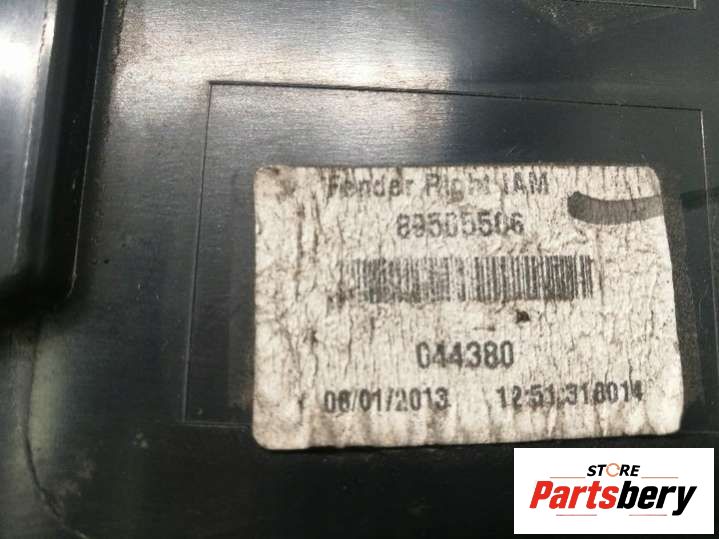 Fender Right IAM
89505506
044380
06/01/2013 12:51:318014
STORE
Partsbery